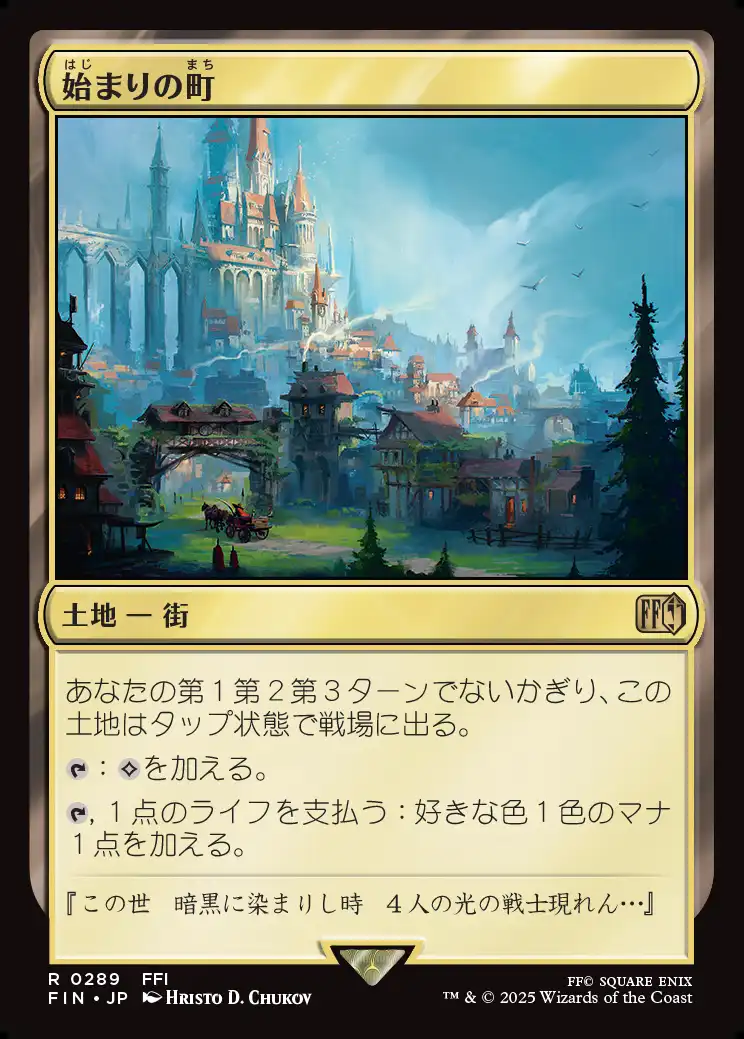 はじ まち
始まりの町
土地 ― 街
FF
あなたの第１第２第３ターンでないかぎり、この
土地はタップ状態で戦場に出る。
：を加える。
, １点のライフを支払う：好きな色１色のマナ
１点を加える。
『この世　暗黒に染まりし時　４人の光の戦士現れん…』
R 0289 FFI
FIN • JP Hristo D. Chukov
FF© SQUARE ENIX
™ & © 2025 Wizards of the Coast